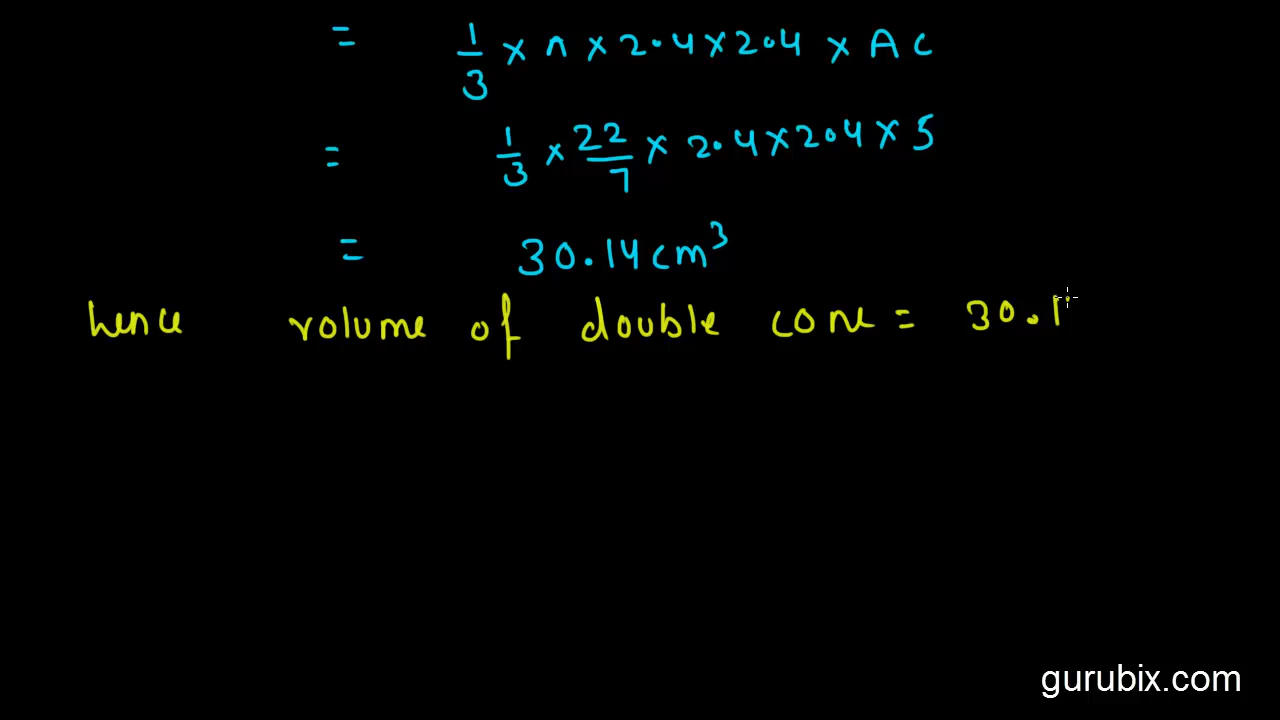 = 1/3 × π × 2.4 × 2.4 × AC
= 1/3 × 22/7 × 2.4 × 2.4 × 5
= 30.14 cm³
hence volume of double cone = 30.1
gurubix.com